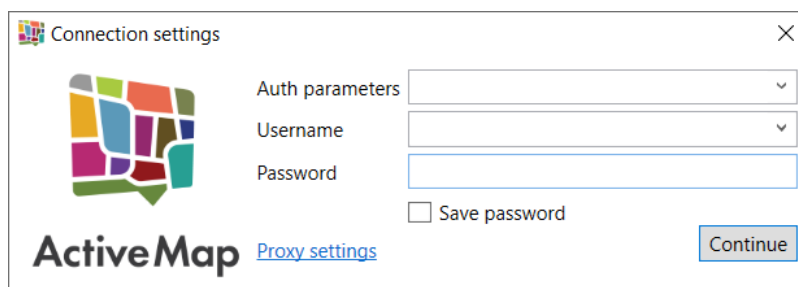 Connection settings
Auth parameters
Username
Password
Save password
ActiveMap
Proxy settings
Continue